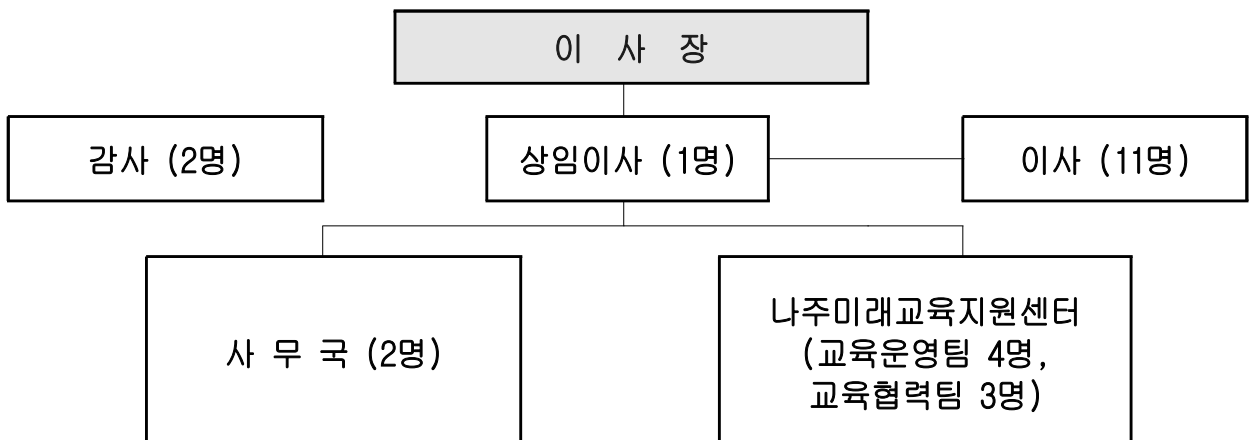 이 사 장
감사 (2명)
상임이사 (1명)
이사 (11명)
사 무 국 (2명)
나주미래교육지원센터
(교육운영팀 4명,
교육협력팀 3명)